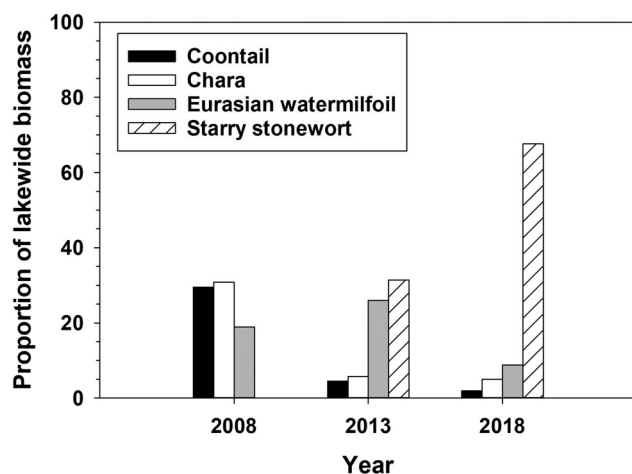 100
80
60
40
20
0
Proportion of lakewide biomass
Coontail
Chara
Eurasian watermilfoil
Starry stonewort
2008 2013 2018
Year